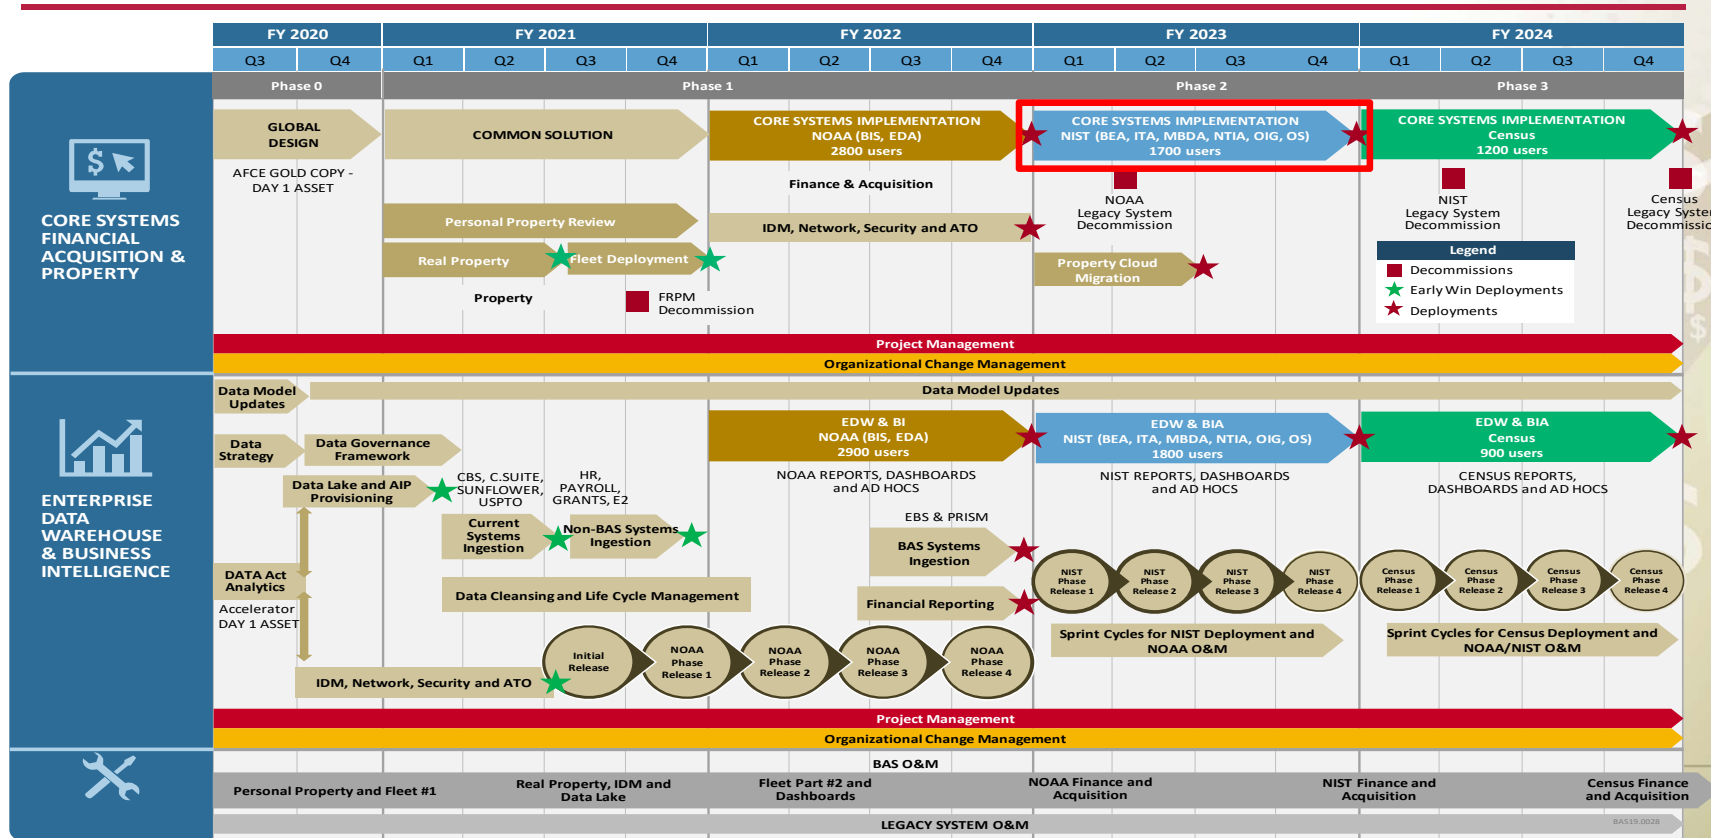 FY 2020 FY 2021 FY 2022 FY 2023 FY 2024
Q3 Q4 Q1 Q2 Q3 Q4 Q1 Q2 Q3 Q4 Q1 Q2 Q3 Q4 Q1 Q2 Q3 Q4
Phase 0 Phase 1 Phase 2 Phase 3
CORE SYSTEMS
FINANCIAL
ACQUISITION &
PROPERTY
GLOBAL
DESIGN
AFCE GOLD COPY -
DAY 1 ASSET
COMMON SOLUTION
CORE SYSTEMS IMPLEMENTATION
NOAA (BIS, EDA)
2800 users
CORE SYSTEMS IMPLEMENTATION
NIST (BEA, ITA, MBDA, NTIA, OIG, OS)
1700 users
CORE SYSTEMS IMPLEMENTATION
Census
1200 users
Finance & Acquisition
NOAA
Legacy System
Decommission
NIST
Legacy System
Decommission
Census
Legacy System
Decommissio
Personal Property Review
IDM, Network, Security and ATO
Real Property
Fleet Deployment
Property Cloud
Migration
Property
FRPM
Decommission
Legend
Decommissions
Early Win Deployments
Deployments
Project Management
Organizational Change Management
ENTERPRISE
DATA
WAREHOUSE
& BUSINESS
INTELLIGENCE
Data Model
Updates
Data Model Updates
Data
Strategy
Data Governance
Framework
EDW & BI
NOAA (BIS, EDA)
2900 users
EDW & BIA
NIST (BEA, ITA, MBDA, NTIA, OIG, OS)
1800 users
EDW & BIA
Census
900 users
Data Lake and AIP
Provisioning
CBS, C.SUITE,
SUNFLOWER,
USPTO
HR,
PAYROLL,
GRANTS, E2
NOAA REPORTS, DASHBOARDS
and AD HOCS
NIST REPORTS, DASHBOARDS
and AD HOCS
CENSUS REPORTS,
DASHBOARDS and AD HOCS
Current
Systems
Ingestion
Non-BAS Systems
Ingestion
EBS & PRISM
BAS Systems
Ingestion
DATA Act
Analytics
Accelerator
DAY 1 ASSET
Data Cleansing and Life Cycle Management
Financial Reporting
NIST
Phase
Release 1
NIST
Phase
Release 2
NIST
Phase
Release 3
NIST
Phase
Release 4
Census
Phase
Release 1
Census
Phase
Release 2
Census
Phase
Release 3
Census
Phase
Release 4
Sprint Cycles for NIST Deployment and
NOAA O&M
Sprint Cycles for Census Deployment and
NOAA/NIST O&M
IDM, Network, Security and ATO
Initial
Release
NOAA
Phase
Release 1
NOAA
Phase
Release 2
NOAA
Phase
Release 3
NOAA
Phase
Release 4
Project Management
Organizational Change Management
BAS O&M
Personal Property and Fleet #1
Real Property, IDM and
Data Lake
Fleet Part #2 and
Dashboards
NOAA Finance and
Acquisition
NIST Finance and
Acquisition
Census Finance
and Acquisition
LEGACY SYSTEM O&M
BAS19.0028